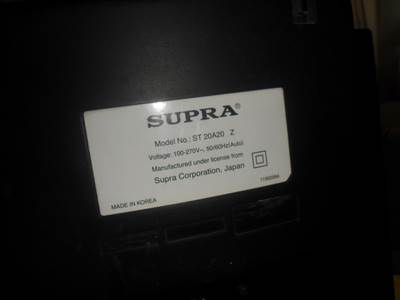 SUPRA®
Model No.: ST 20A20 Z
Voltage: 100-270V~, 50/60Hz(Auto)
Manufactured under license from
Supra Corporation, Japan
MADE IN KOREA